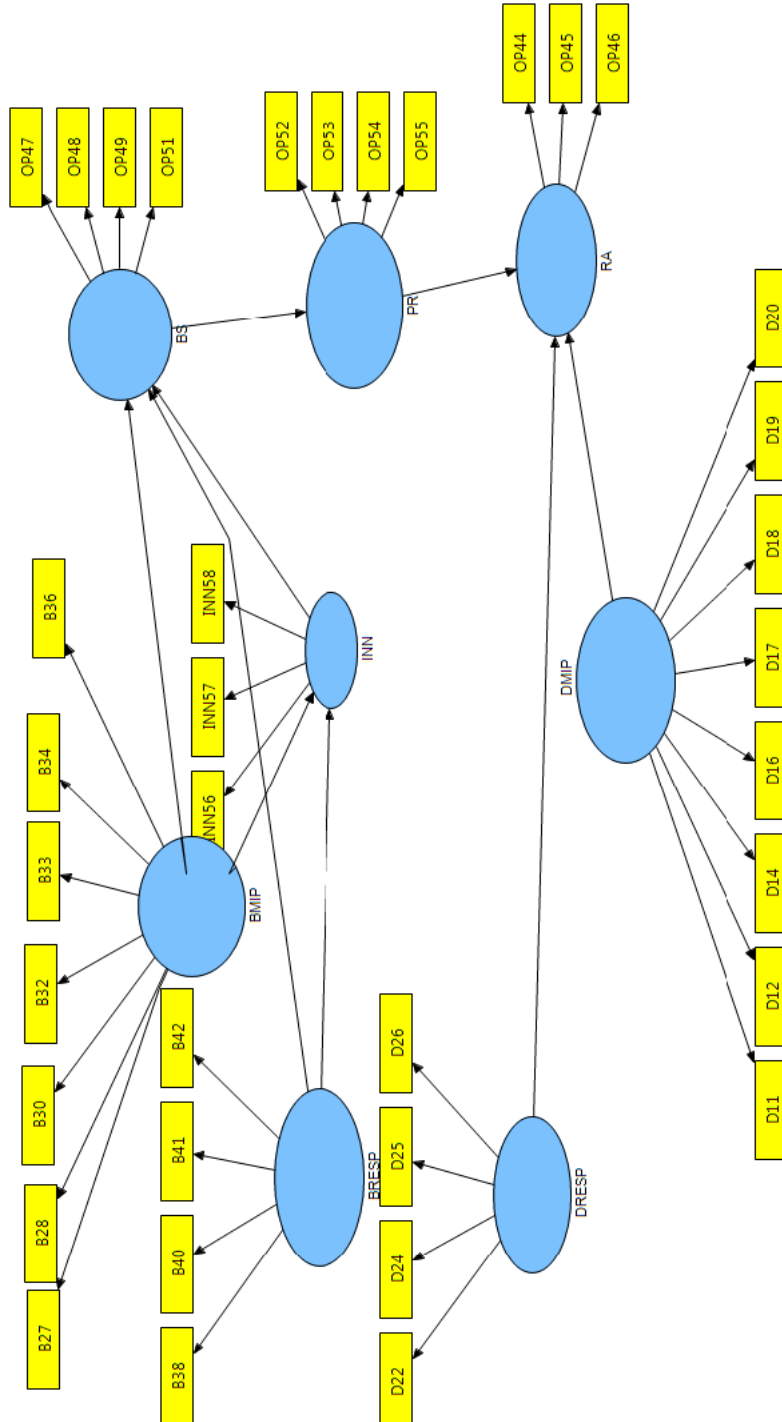 OP44
OP45
OP46
OP47
OP48
OP49
OP51
OP52
OP53
OP54
OP55
BS
PR
RA
D20
D19
D18
D17
D16
D14
D12
D11
DMIP
B36
B34
B33
B32
B30
B28
B27
BMIP
INN58
INN57
INN56
INN
B42
B41
B40
B38
BRESP
D26
D25
D24
D22
DRESP